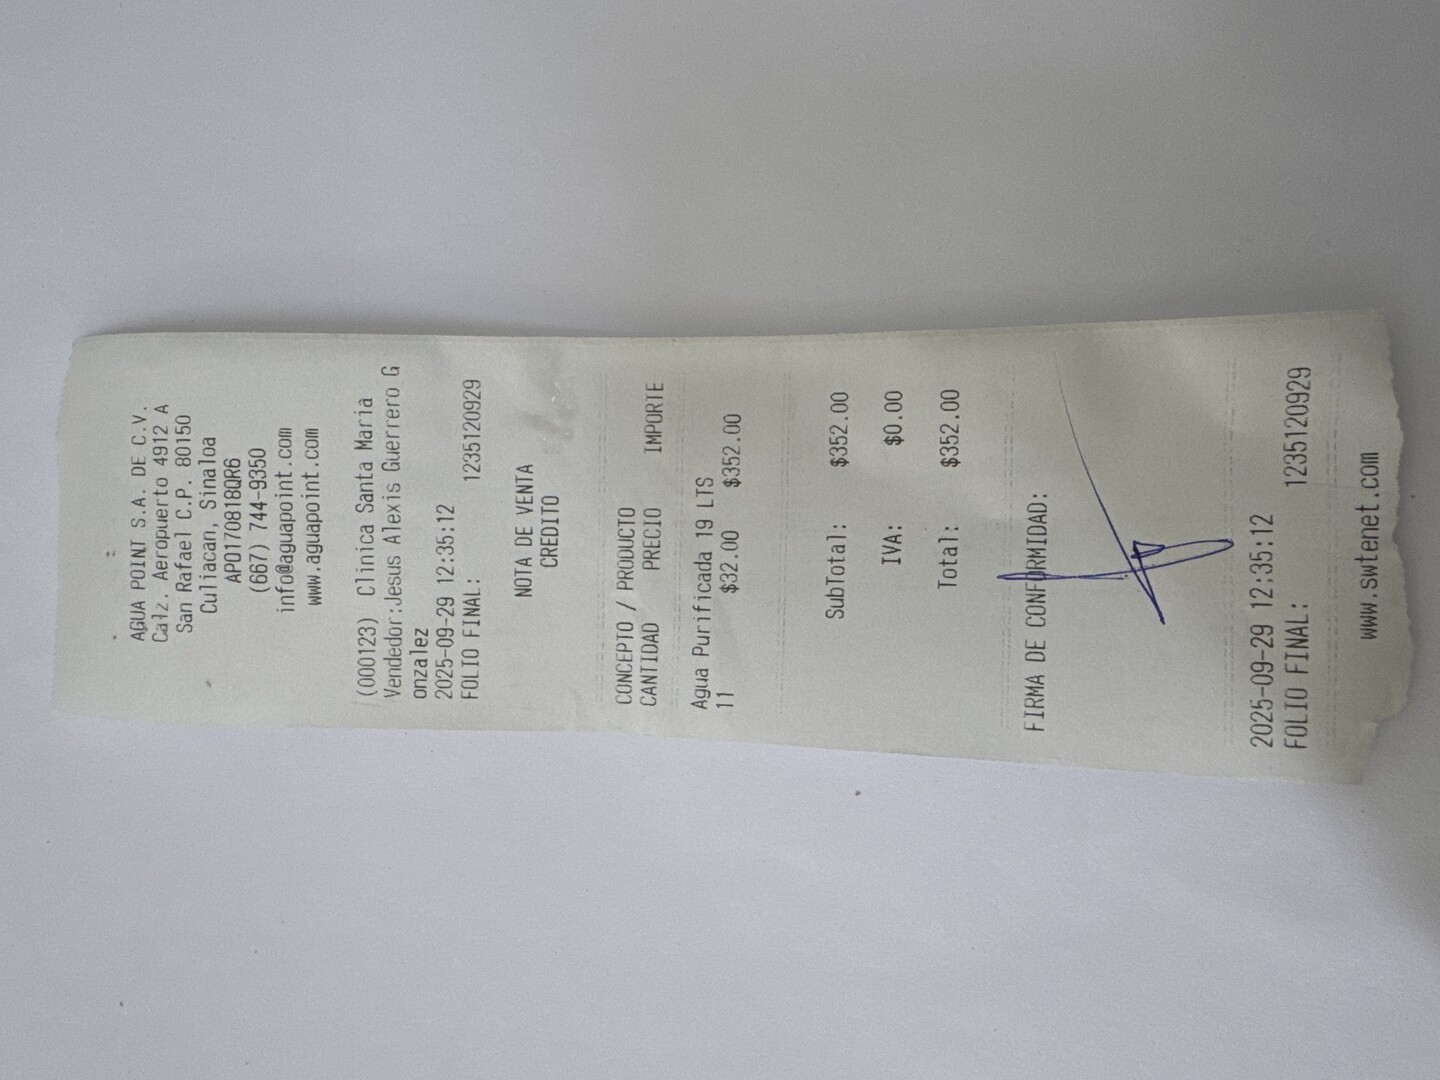 AGUA POINT S.A. DE C.V.
Calz. Aeropuerto 4912 A
San Rafael C.P. 80150
Culiacan, Sinaloa
APO170818QR6
(667) 744-9350
info@aguapoint.com
www.aguapoint.com
(000123) Clinica Santa Maria
Vendedor:Jesus Alexis Guerrero G
onzalez
2025-09-29 12:35:12
FOLIO FINAL: 1235120929
NOTA DE VENTA
CREDITO
CONCEPTO / PRODUCTO
CANTIDAD PRECIO IMPORTE
Agua Purificada 19 LTS
11 $32.00 $352.00
SubTotal: $352.00
IVA: $0.00
Total: $352.00
FIRMA DE CONFORMIDAD:
2025-09-29 12:35:12
FOLIO FINAL: 1235120929
www.swtenet.com